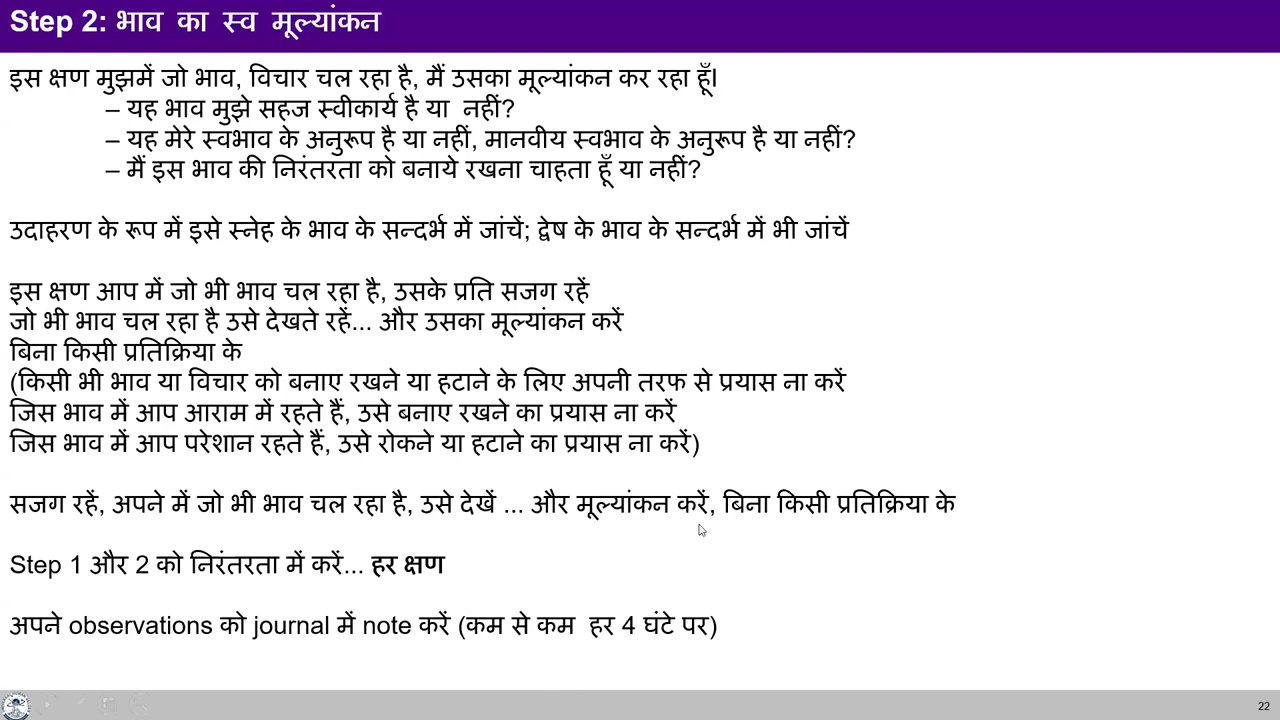 Step 2: भाव का स्व मूल्यांकन
इस क्षण मुझमें जो भाव, विचार चल रहा है, मैं उसका मूल्यांकन कर रहा हूँ।
– यह भाव मुझे सहज स्वीकार्य है या नहीं?
– यह मेरे स्वभाव के अनुरूप है या नहीं, मानवीय स्वभाव के अनुरूप है या नहीं?
– मैं इस भाव की निरंतरता को बनाये रखना चाहता हूँ या नहीं?
उदाहरण के रूप में इसे स्नेह के भाव के सन्दर्भ में जांचें; द्वेष के भाव के सन्दर्भ में भी जांचें
इस क्षण आप में जो भी भाव चल रहा है, उसके प्रति सजग रहें
जो भी भाव चल रहा है उसे देखते रहें... और उसका मूल्यांकन करें
बिना किसी प्रतिक्रिया के
(किसी भी भाव या विचार को बनाए रखने या हटाने के लिए अपनी तरफ से प्रयास ना करें
जिस भाव में आप आराम में रहते हैं, उसे बनाए रखने का प्रयास ना करें
जिस भाव में आप परेशान रहते हैं, उसे रोकने या हटाने का प्रयास ना करें)
सजग रहें, अपने में जो भी भाव चल रहा है, उसे देखें ... और मूल्यांकन करें, बिना किसी प्रतिक्रिया के
Step 1 और 2 को निरंतरता में करें... हर क्षण
अपने observations को journal में note करें (कम से कम हर 4 घंटे पर)
22